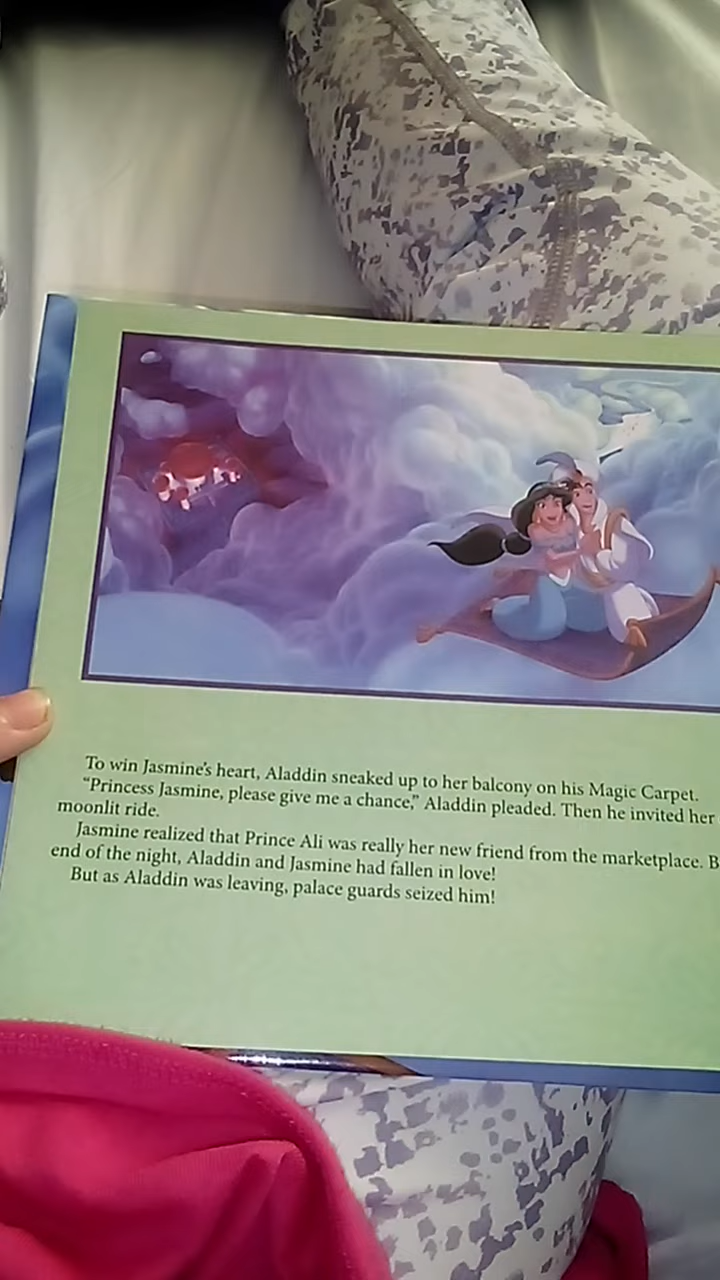 To win Jasmine's heart, Aladdin sneaked up to her balcony on his Magic Carpet.
“Princess Jasmine, please give me a chance,” Aladdin pleaded. Then he invited her
moonlit ride.
Jasmine realized that Prince Ali was really her new friend from the marketplace. B
end of the night, Aladdin and Jasmine had fallen in love!
But as Aladdin was leaving, palace guards seized him!